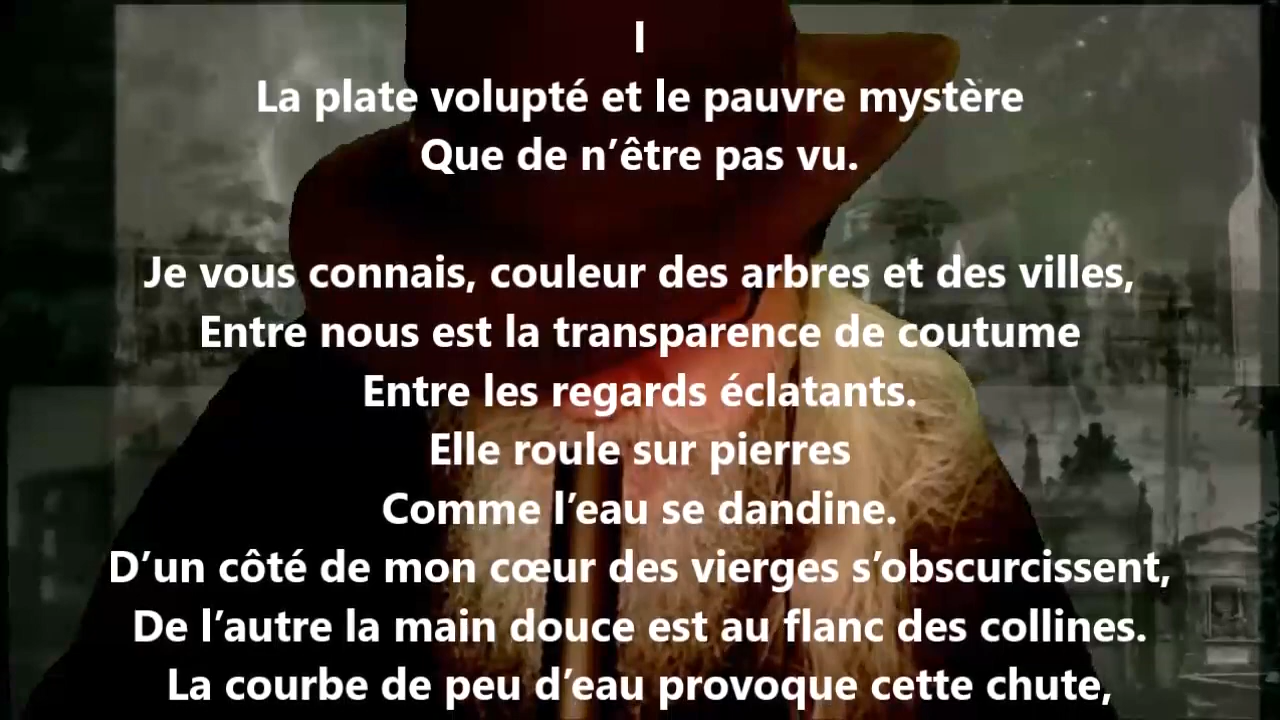 I
La plate volupté et le pauvre mystère
Que de n’être pas vu.
Je vous connais, couleur des arbres et des villes,
Entre nous est la transparence de coutume
Entre les regards éclatants.
Elle roule sur pierres
Comme l’eau se dandine.
D’un côté de mon cœur des vierges s’obscurcissent,
De l’autre la main douce est au flanc des collines.
La courbe de peu d’eau provoque cette chute,